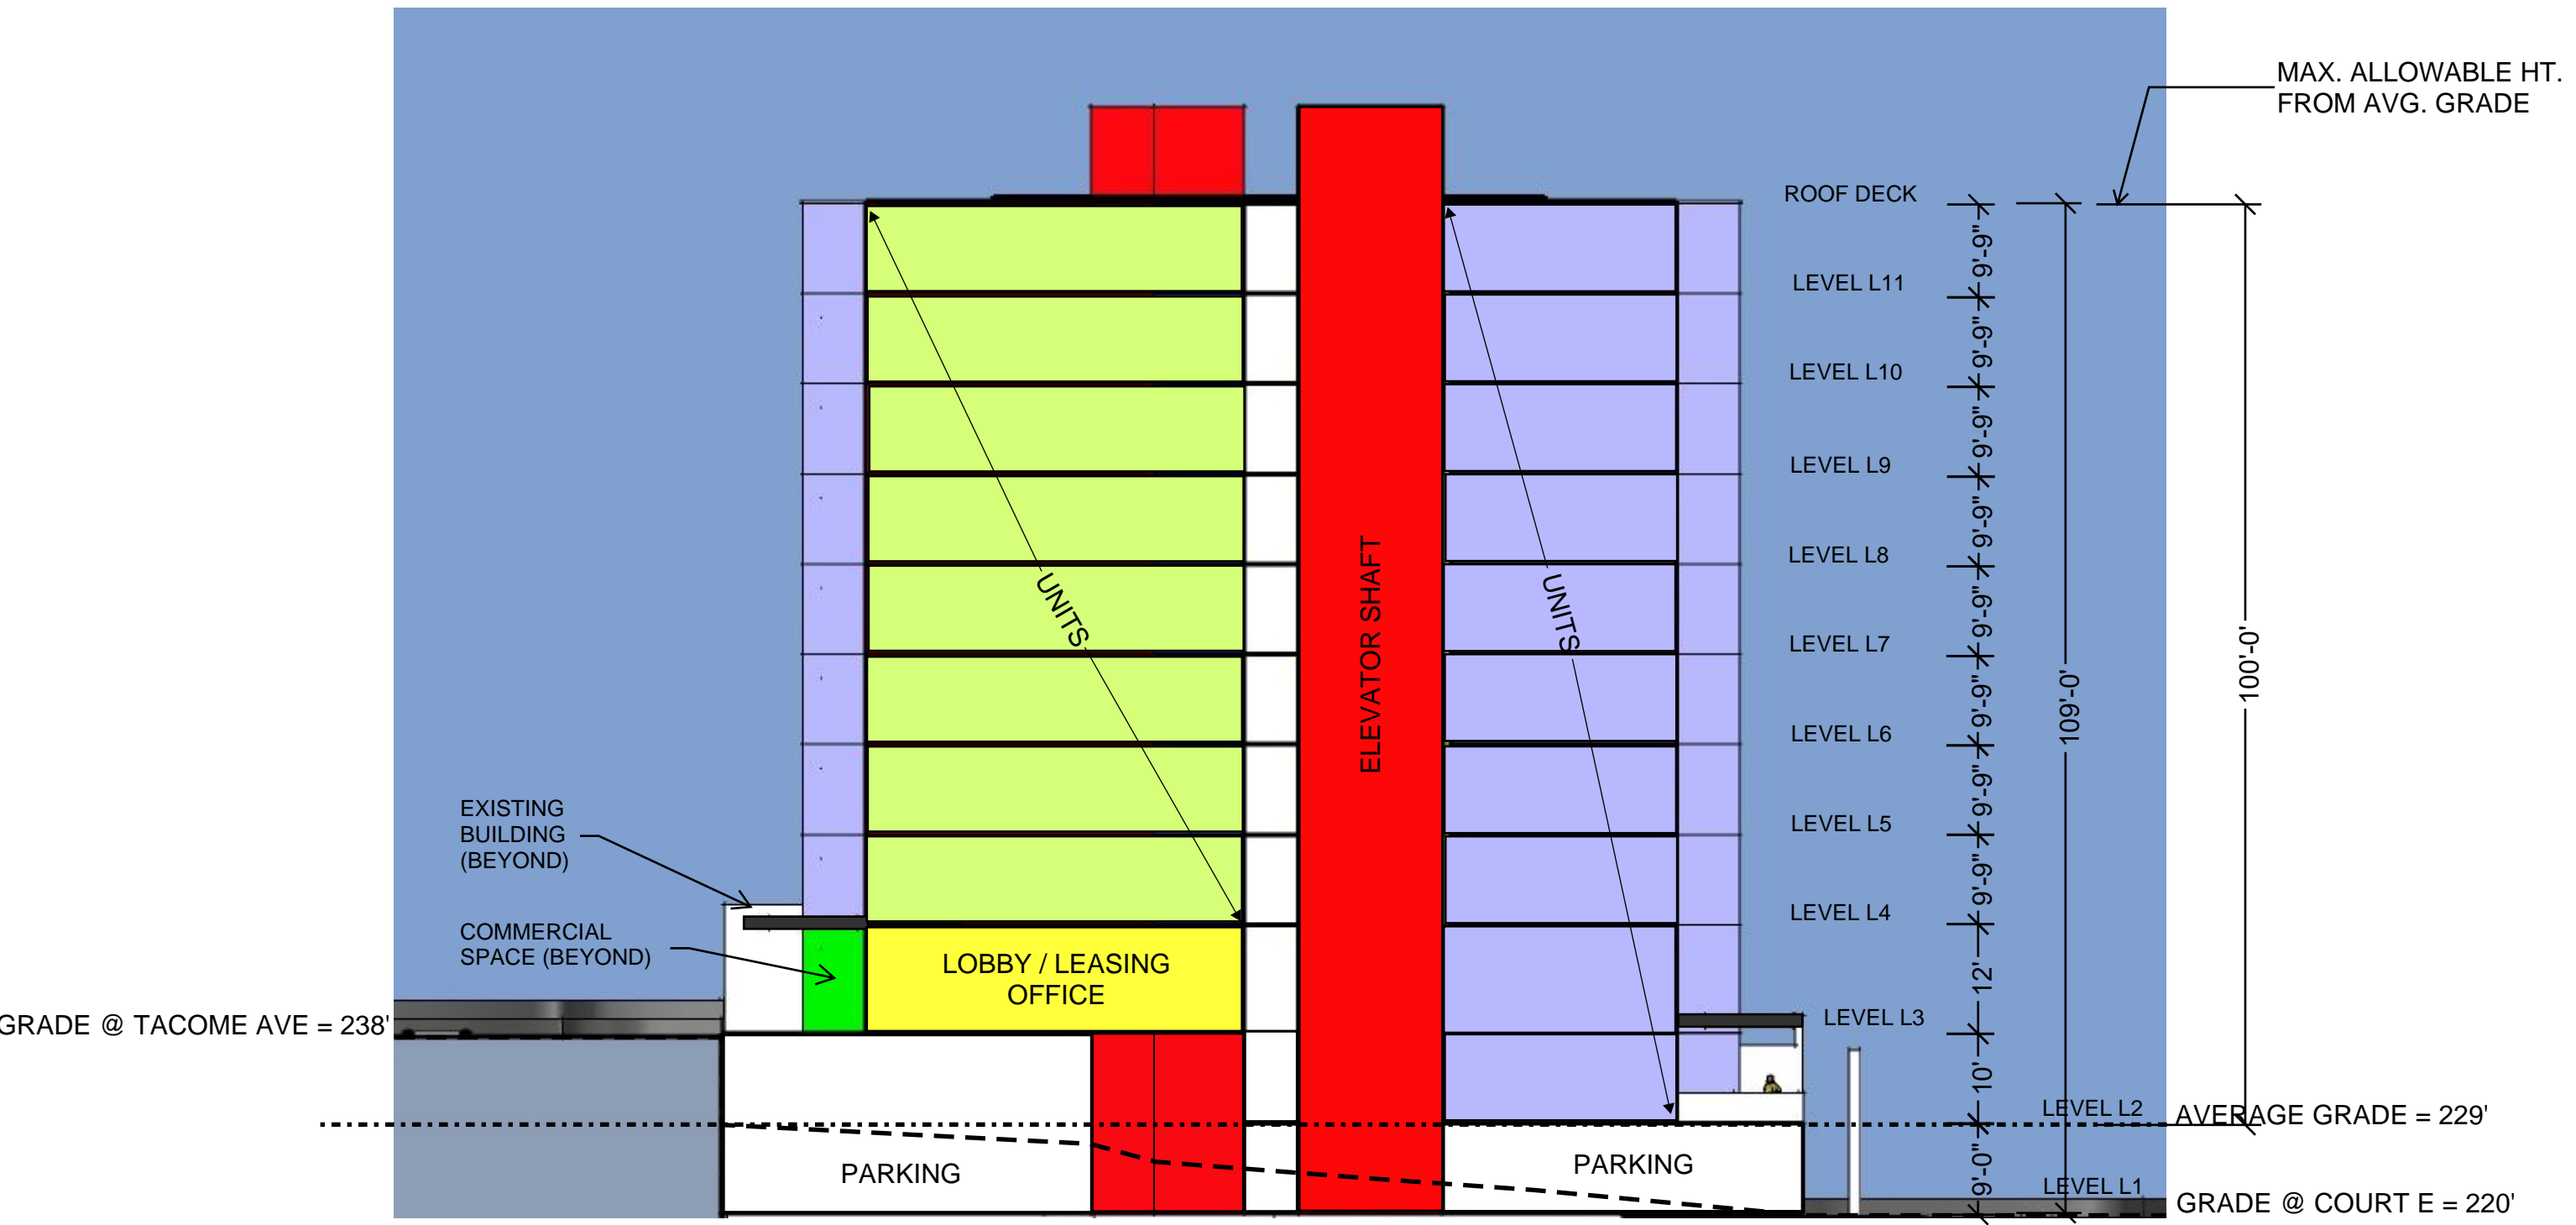 MAX. ALLOWABLE HT.
FROM AVG. GRADE
ROOF DECK
9'-9"
LEVEL L11
9'-9"
LEVEL L10
9'-9"
LEVEL L9
9'-9"
LEVEL L8
9'-9"
LEVEL L7
9'-9"
LEVEL L6
9'-9"
LEVEL L5
9'-9"
LEVEL L4
12'
LEVEL L3
10'
LEVEL L2
9'-0"
LEVEL L1
109'-0'
100'-0'
UNITS
ELEVATOR SHAFT
UNITS
EXISTING
BUILDING
(BEYOND)
COMMERCIAL
SPACE (BEYOND)
LOBBY / LEASING
OFFICE
GRADE @ TACOME AVE = 238'
AVERAGE GRADE = 229'
PARKING
PARKING
GRADE @ COURT E = 220'